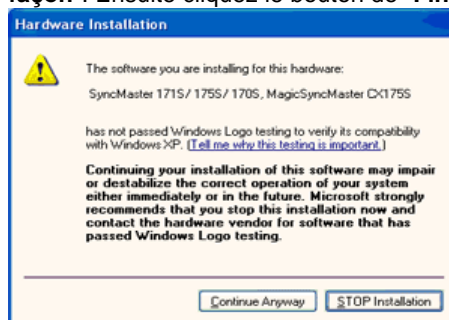 Hardware Installation
The software you are installing for this hardware:
SyncMaster 171S/ 175S/ 170S, MagicSyncMaster CX175S
has not passed Windows Logo testing to verify its compatibility
with Windows XP. (Tell me why this testing is important.)
Continuing your installation of this software may impair
or destabilize the correct operation of your system
either immediately or in the future. Microsoft strongly
recommends that you stop this installation now and
contact the hardware vendor for software that has
passed Windows Logo testing.
Continue Anyway STOP Installation